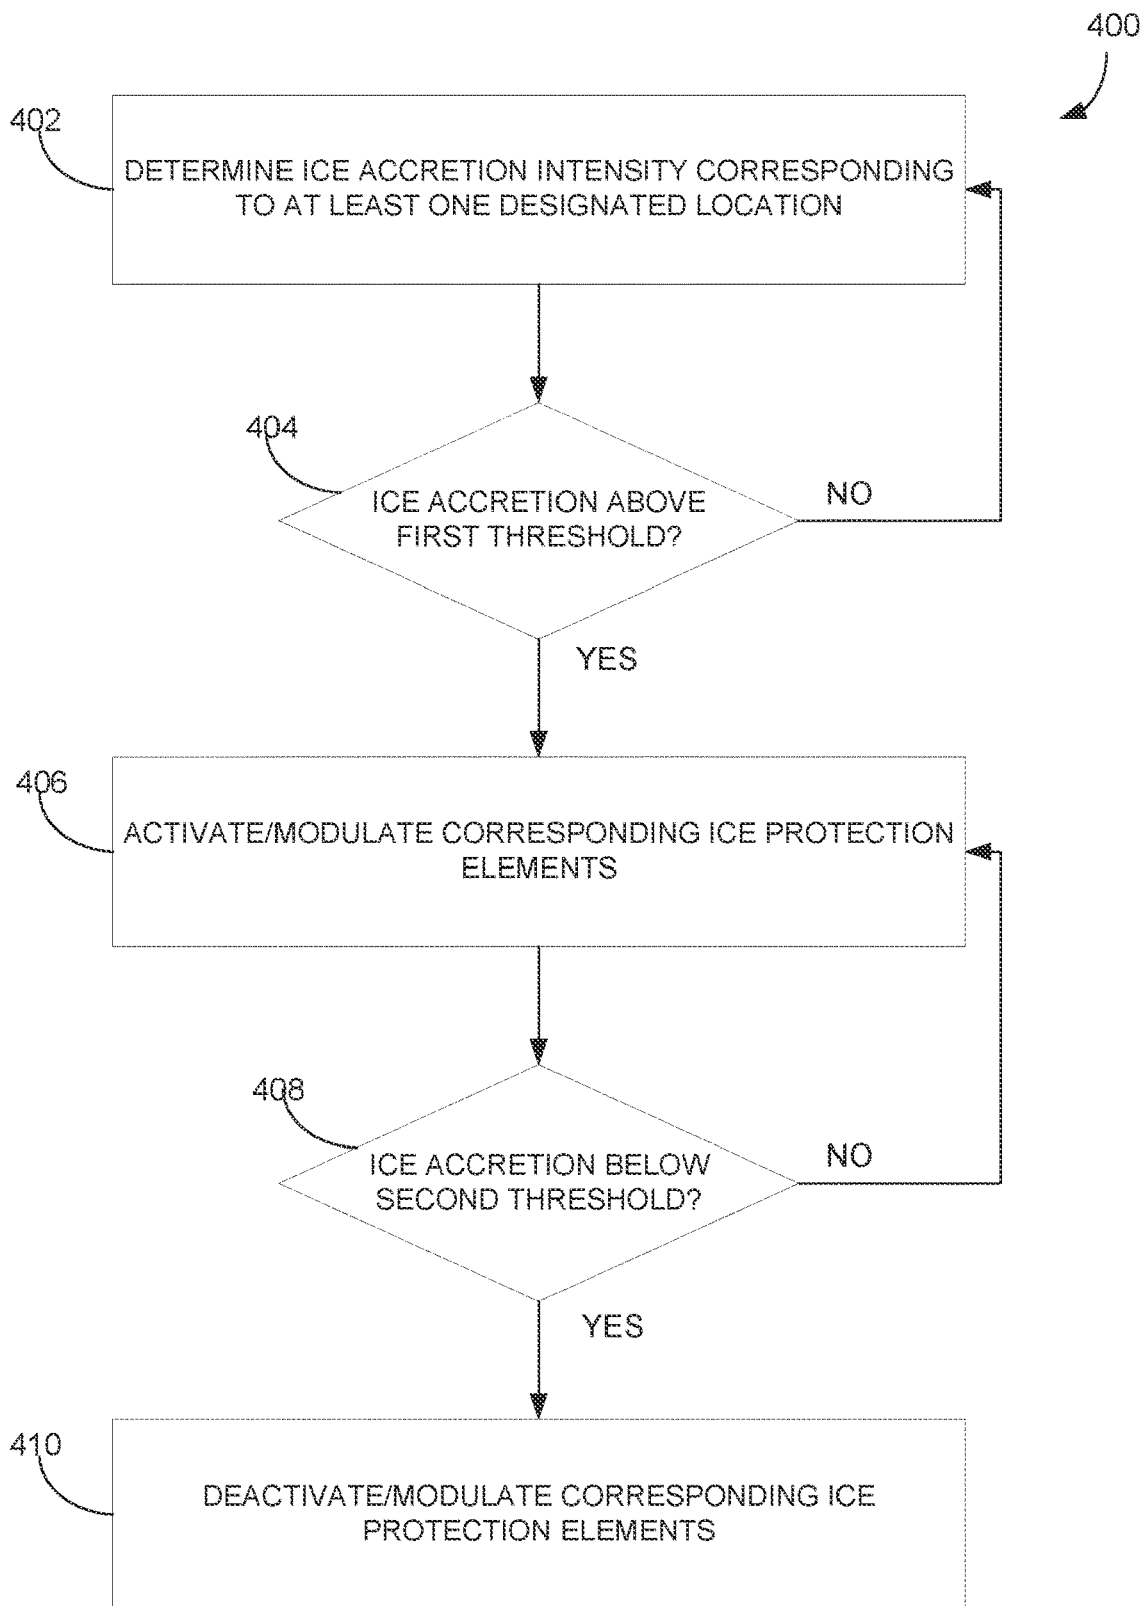 400
402
DETERMINE ICE ACCRETION INTENSITY CORRESPONDING
TO AT LEAST ONE DESIGNATED LOCATION
404
ICE ACCRETION ABOVE
FIRST THRESHOLD?
NO
YES
406
ACTIVATE/MODULATE CORRESPONDING ICE PROTECTION
ELEMENTS
408
ICE ACCRETION BELOW
SECOND THRESHOLD?
NO
YES
410
DEACTIVATE/MODULATE CORRESPONDING ICE
PROTECTION ELEMENTS